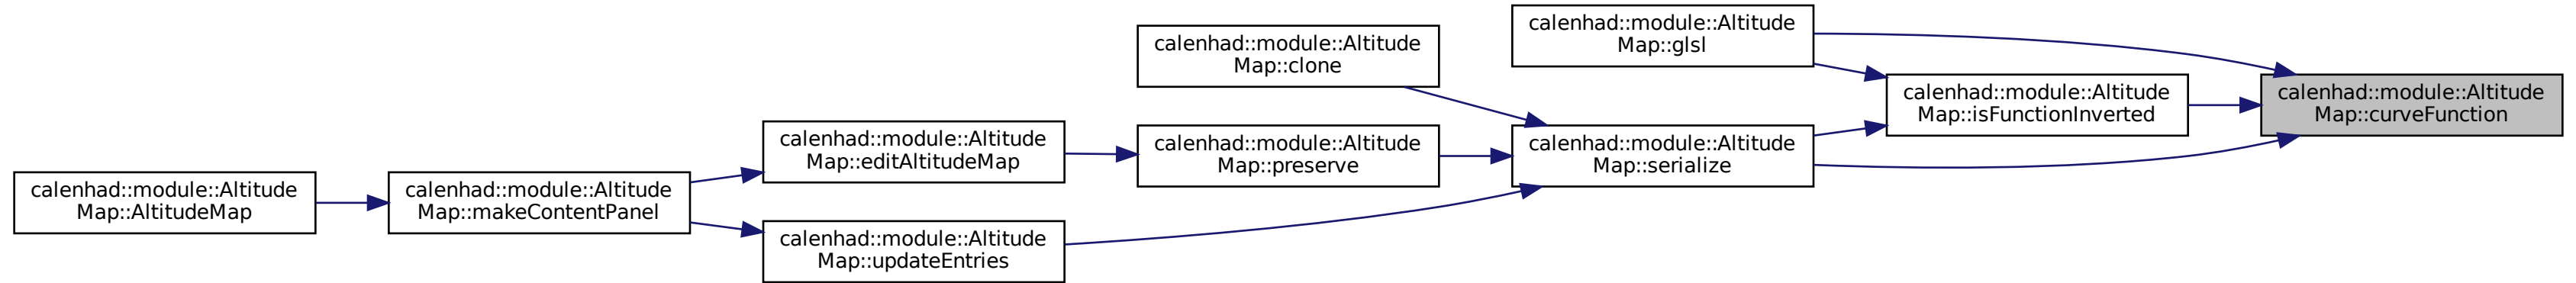 calenhad::module::Altitude
Map::AltitudeMap
calenhad::module::Altitude
Map::makeContentPanel
calenhad::module::Altitude
Map::editAltitudeMap
calenhad::module::Altitude
Map::updateEntries
calenhad::module::Altitude
Map::clone
calenhad::module::Altitude
Map::preserve
calenhad::module::Altitude
Map::glsl
calenhad::module::Altitude
Map::serialize
calenhad::module::Altitude
Map::isFunctionInverted
calenhad::module::Altitude
Map::curveFunction